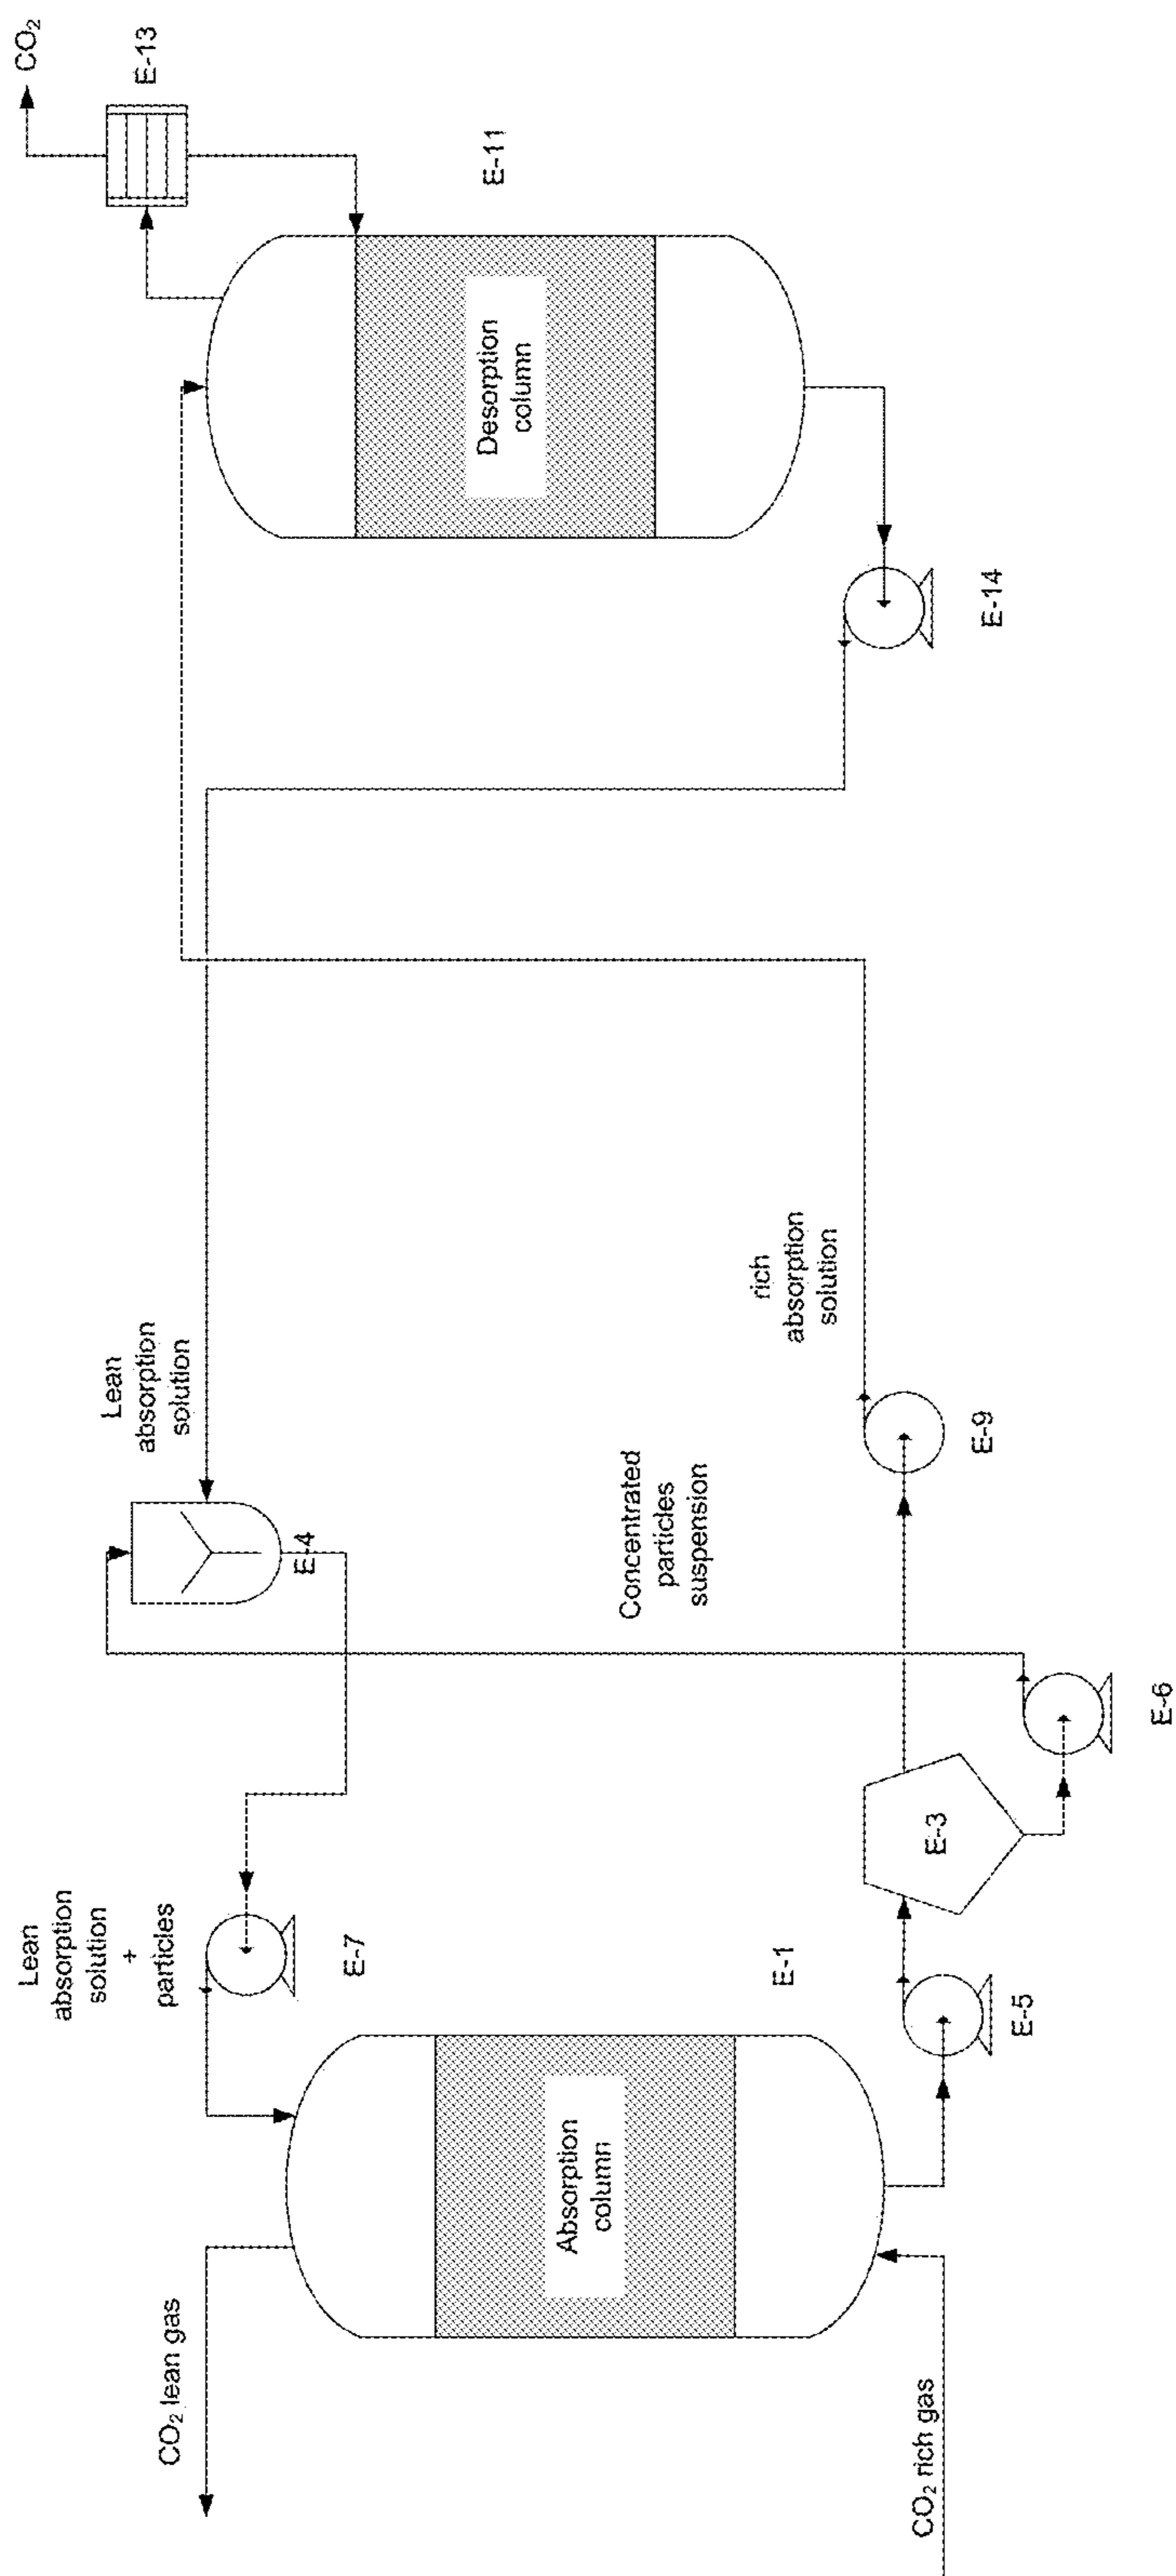 CO₂ lean gas
Lean
absorption
solution
+
particles
E-7
E-4
Lean
absorption
solution
CO₂
E-13
E-11
Desorption
column
E-14
Absorption
column
E-1
Concentrated
particles
suspension
rich
absorption
solution
E-9
E-3
E-5
E-6
CO₂ rich gas